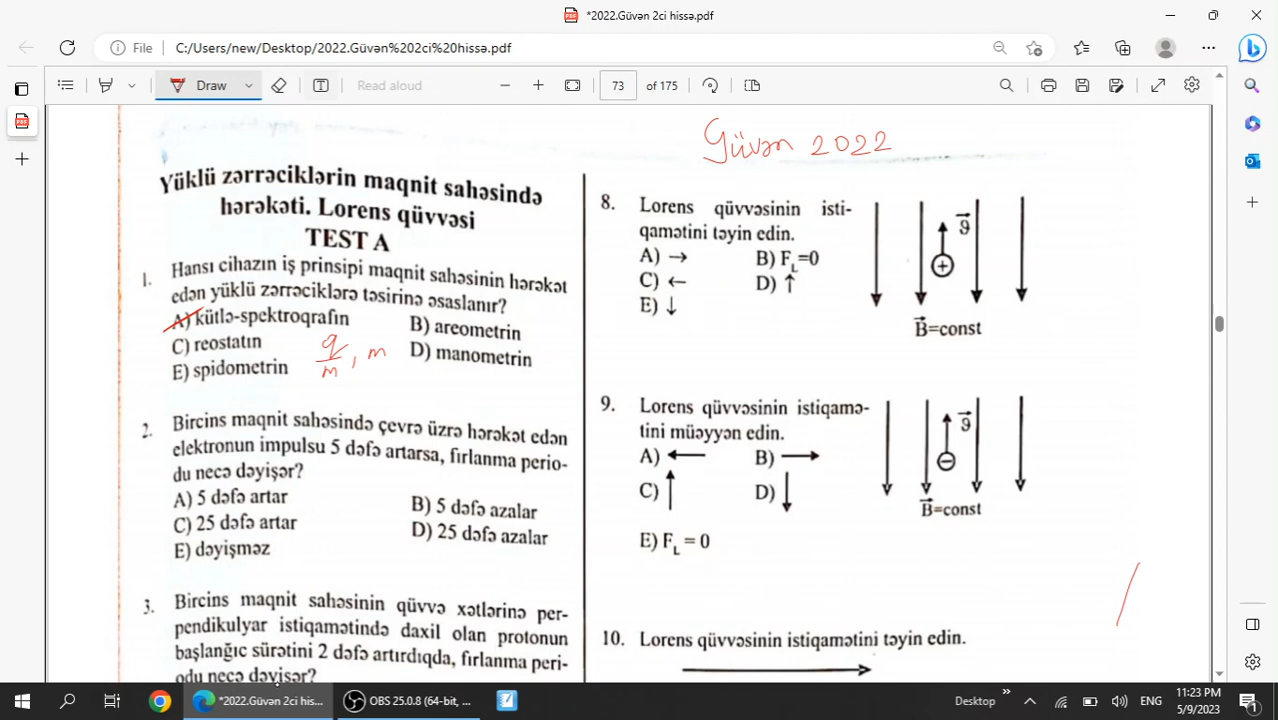 *2022.Güvən 2ci hissə.pdf
File
C:/Users/new/Desktop/2022.Güvən%202ci%20hissə.pdf
Draw
Read aloud
73
of 175
Güvən 2022
Yüklü zərrəciklərin maqnit sahəsində
hərəkəti. Lorens qüvvəsi
TEST A
1. Hansı cihazın iş prinsipi maqnit sahəsinin hərəkət
edən yüklü zərrəciklərə təsirinə əsaslanır?
A) kütlə-spektroqrafın
B) areometrin
C) reostatın
D) manometrin
E) spidometrin
q/m, m
2. Bircins maqnit sahəsində çevrə üzrə hərəkət edən
elektronun impulsu 5 dəfə artarsa, fırlanma perio-
du necə dəyişər?
A) 5 dəfə artar
B) 5 dəfə azalar
C) 25 dəfə artar
D) 25 dəfə azalar
E) dəyişməz
3. Bircins maqnit sahəsinin qüvvə xətlərinə per-
pendikulyar istiqamətində daxil olan protonun
başlanğıc sürətini 2 dəfə artırdıqda, fırlanma peri-
odu necə dəyişər?
8. Lorens qüvvəsinin isti-
qamətini təyin edin.
A) →
B) F_L=0
C) ←
D) ↑
E) ↓
ϑ⃗
+
B⃗=const
9. Lorens qüvvəsinin istiqamə-
tini müəyyən edin.
A) ←
B) →
C) ↑
D) ↓
E) F_L = 0
ϑ⃗
−
B⃗=const
10. Lorens qüvvəsinin istiqamətini təyin edin.
*2022.Güvən 2ci his...
OBS 25.0.8 (64-bit, ...
Desktop
ENG
11:23 PM
5/9/2023
1